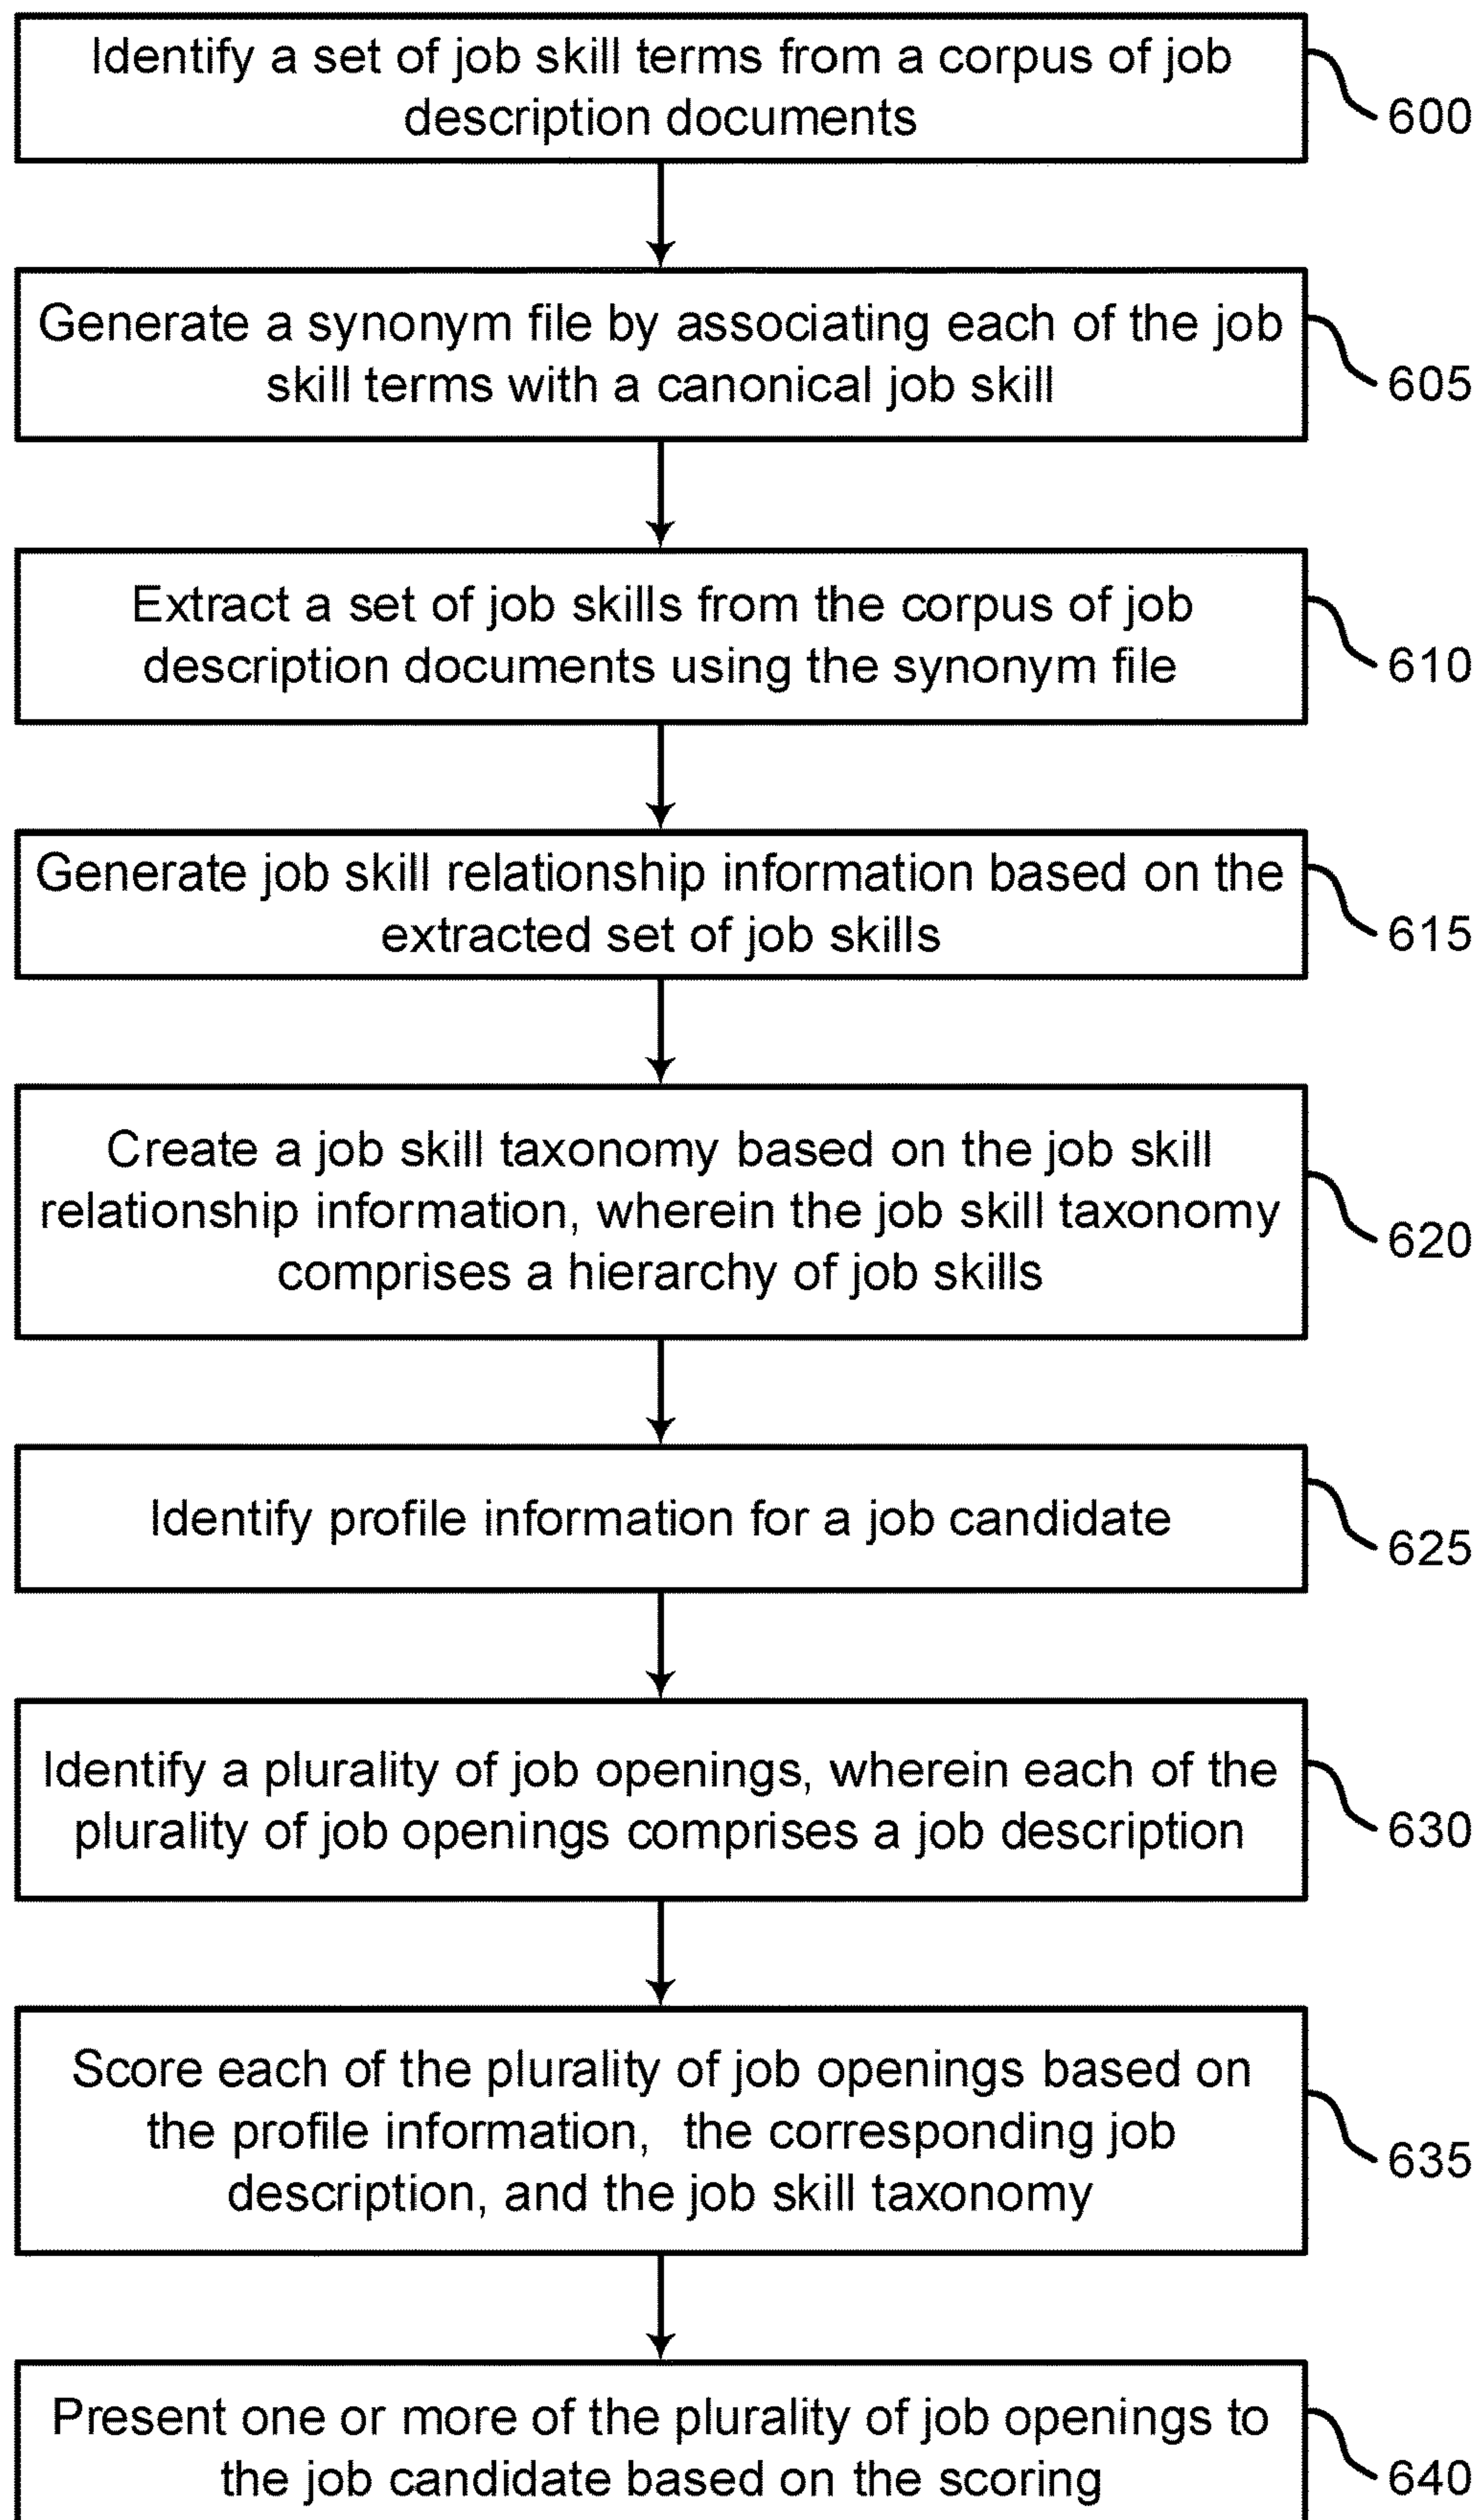 Identify a set of job skill terms from a corpus of job
description documents
600
Generate a synonym file by associating each of the job
skill terms with a canonical job skill
605
Extract a set of job skills from the corpus of job
description documents using the synonym file
610
Generate job skill relationship information based on the
extracted set of job skills
615
Create a job skill taxonomy based on the job skill
relationship information, wherein the job skill taxonomy
comprises a hierarchy of job skills
620
Identify profile information for a job candidate
625
Identify a plurality of job openings, wherein each of the
plurality of job openings comprises a job description
630
Score each of the plurality of job openings based on
the profile information, the corresponding job
description, and the job skill taxonomy
635
Present one or more of the plurality of job openings to
the job candidate based on the scoring
640